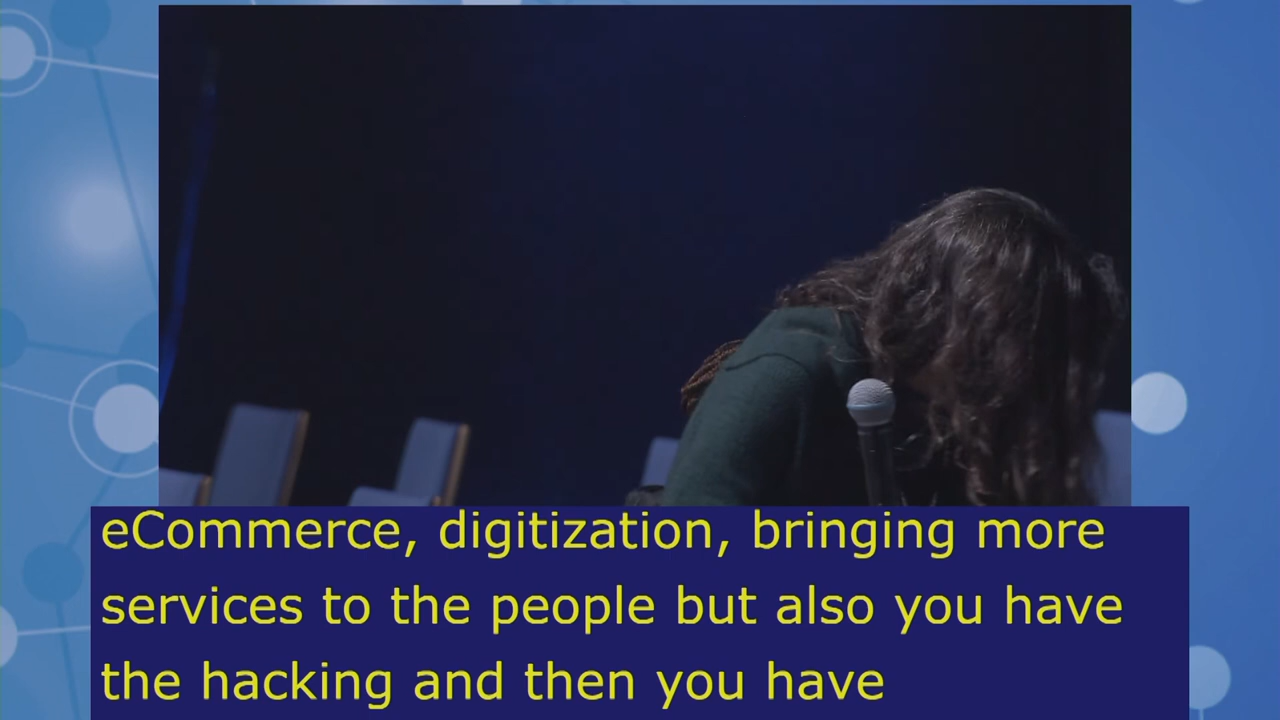 eCommerce, digitization, bringing more
services to the people but also you have
the hacking and then you have